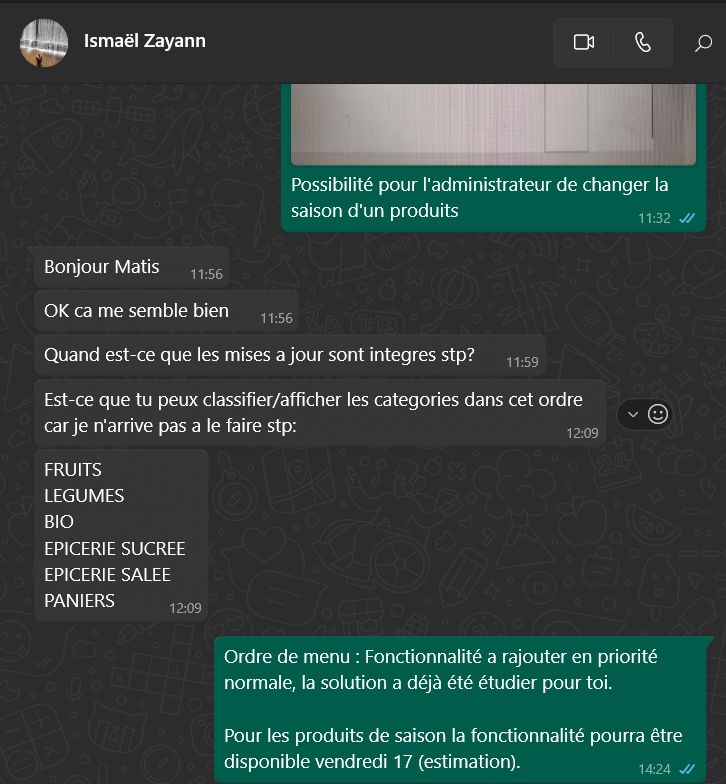 Ismaël Zayann
Possibilité pour l'administrateur de changer la
saison d'un produits
11:32
Bonjour Matis
11:56
OK ca me semble bien
11:56
Quand est-ce que les mises a jour sont integres stp?
11:59
Est-ce que tu peux classifier/afficher les categories dans cet ordre
car je n'arrive pas a le faire stp:
12:09
FRUITS
LEGUMES
BIO
EPICERIE SUCREE
EPICERIE SALEE
PANIERS
12:09
Ordre de menu : Fonctionnalité a rajouter en priorité
normale, la solution a déjà été étudier pour toi.
Pour les produits de saison la fonctionnalité pourra être
disponible vendredi 17 (estimation).
14:24